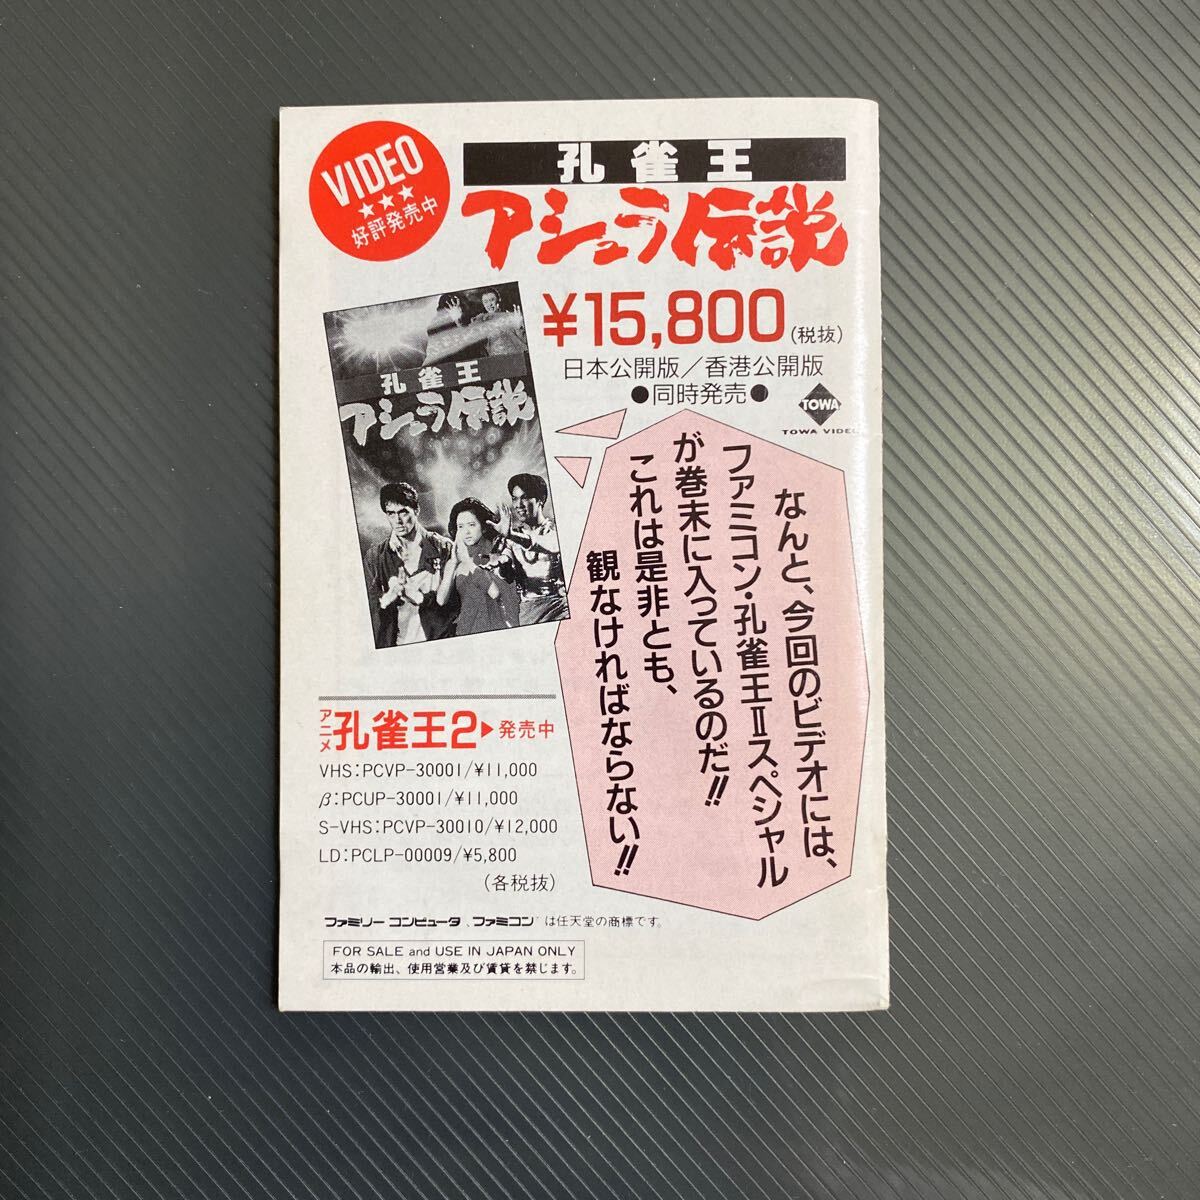 VIDEO
★★★
好評発売中
孔雀王
アシュラ伝説
¥15,800(税抜)
日本公開版／香港公開版
●同時発売●
TOWA
TOWA VIDEO
孔雀王
アシュラ伝説
なんと、今回のビデオには、
ファミコン・孔雀王Ⅱスペシャル
が巻末に入っているのだ!!
これは是非とも、
観なければならない!!
アニメ
孔雀王2▶発売中
VHS:PCVP-30001/¥11,000
β:PCUP-30001/¥11,000
S-VHS:PCVP-30010/¥12,000
LD:PCLP-00009/¥5,800
(各税抜)
ファミリーコンピュータ、ファミコンは任天堂の商標です。
FOR SALE and USE IN JAPAN ONLY
本品の輸出、使用営業及び賃貸を禁じます。